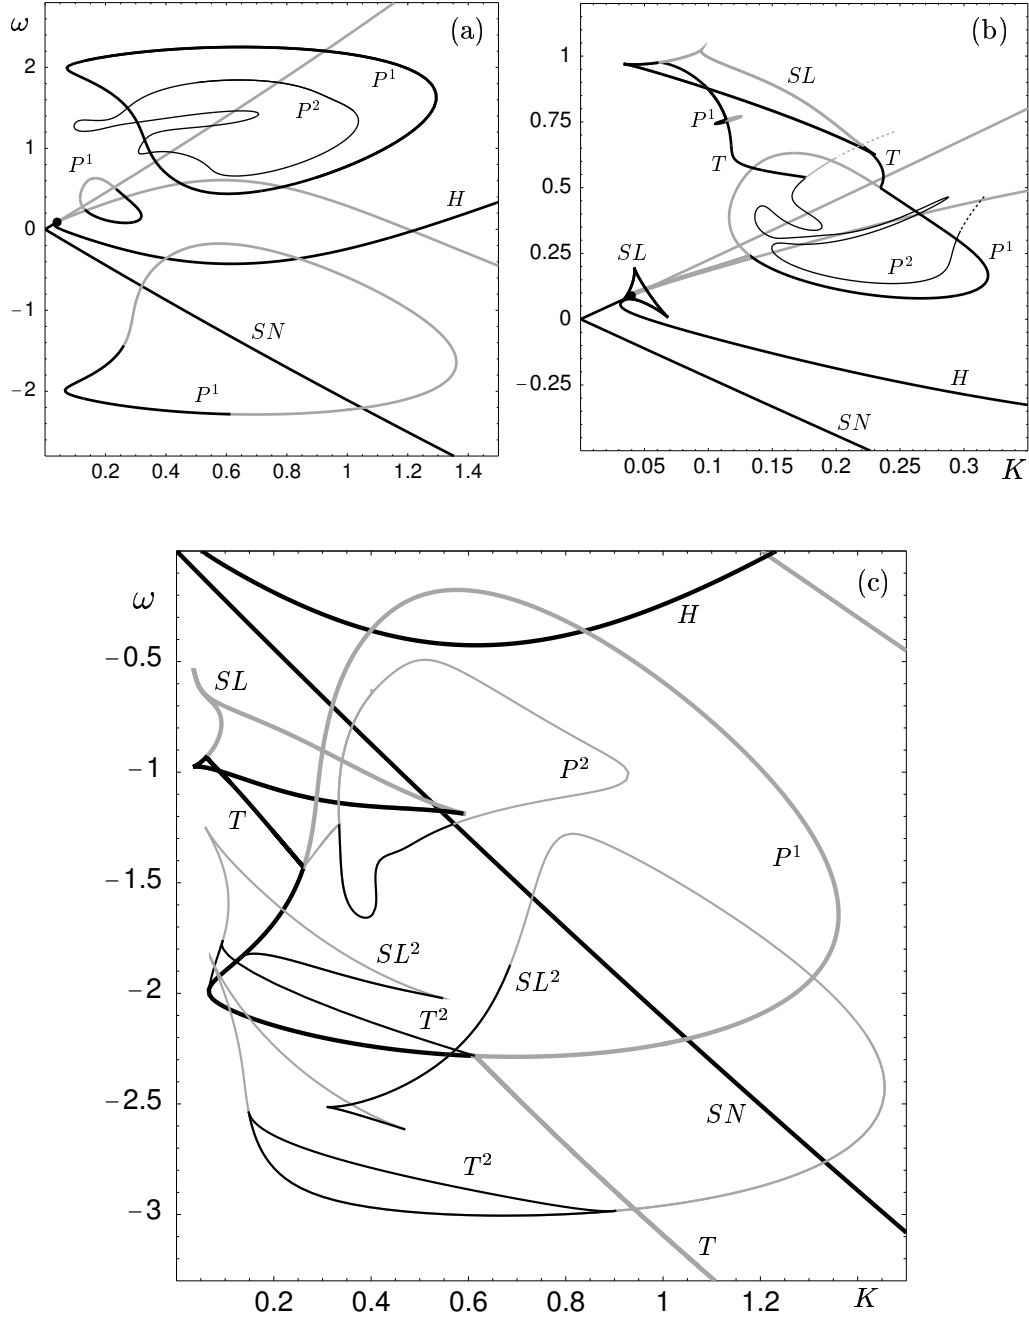 ω
(a)
2
P¹
P²
1
P¹
H
0
−1
SN
−2
P¹
0.2 0.4 0.6 0.8 1 1.2 1.4
(b)
1
SL
0.75
P¹
T
T
0.5
SL
0.25
P²
P¹
0
H
−0.25
SN
0.05 0.1 0.15 0.2 0.25 0.3 K
(c)
ω
H
−0.5
SL
−1
P²
T
P¹
−1.5
SL²
SL²
−2
T²
−2.5
SN
T²
−3
T
0.2 0.4 0.6 0.8 1 1.2 K